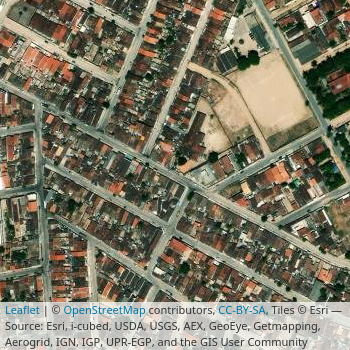 Leaflet | © OpenStreetMap contributors, CC-BY-SA, Tiles © Esri —
Source: Esri, i-cubed, USDA, USGS, AEX, GeoEye, Getmapping,
Aerogrid, IGN, IGP, UPR-EGP, and the GIS User Community